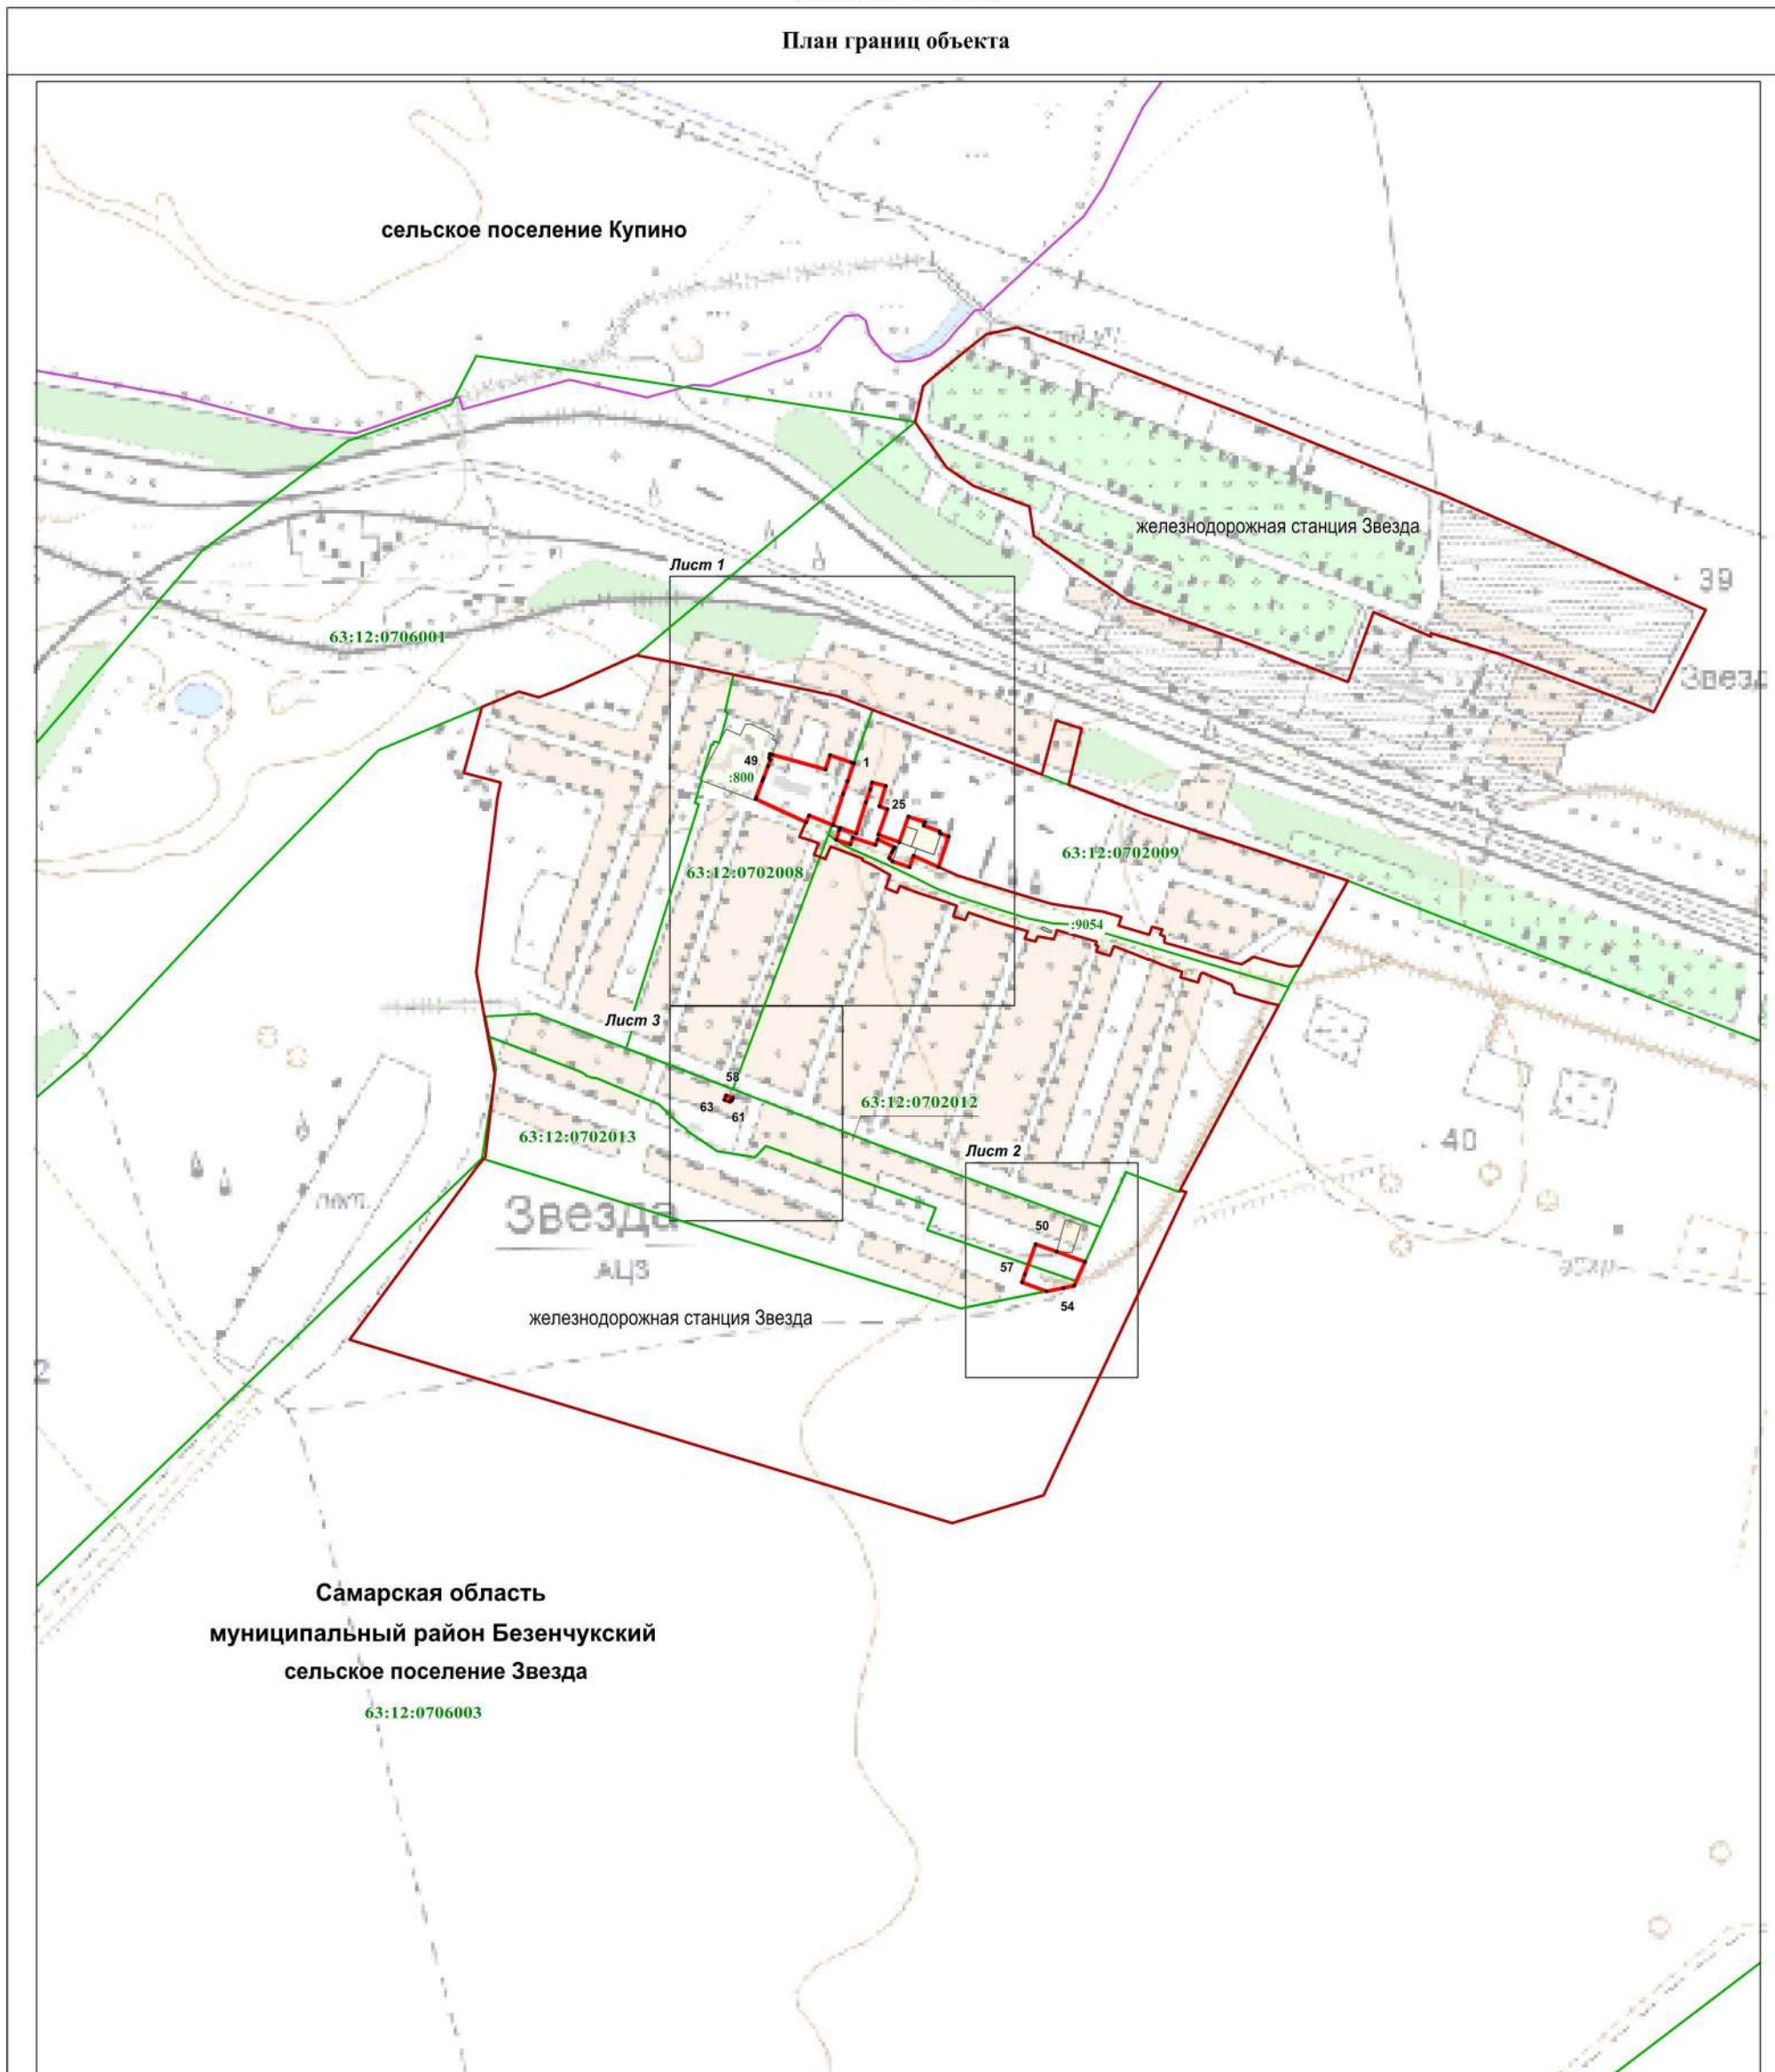 План границ объекта
сельское поселение Купино
железнодорожная станция Звезда
Лист 1
39
63:12:0706001
49
1
:800
25
63:12:0702009
63:12:0702008
:9054
Лист 3
58
63:12:0702012
63
61
63:12:0702013
40
Лист 2
Звезда
50
57
АЦЗ
54
железнодорожная станция Звезда
2
Самарская область
муниципальный район Безенчукский
сельское поселение Звезда
63:12:0706003